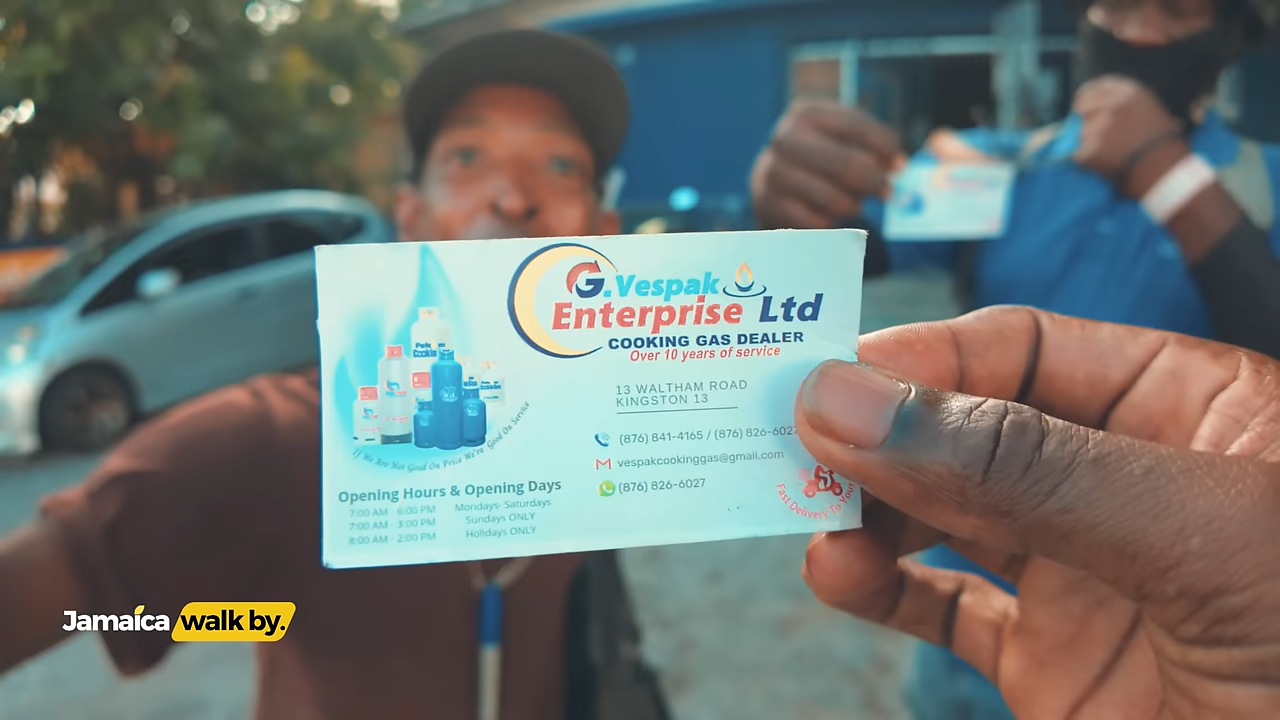 G.Vespak
Enterprise Ltd
COOKING GAS DEALER
Over 10 years of service
13 WALTHAM ROAD
KINGSTON 13
(876) 841-4165 / (876) 826-6027
vespakcookinggas@gmail.com
(876) 826-6027
Fast Delivery To Your
If We Are Not Good On Price We're Good On Service
Opening Hours & Opening Days
7:00 AM - 6:00 PM Mondays- Saturdays
7:00 AM - 3:00 PM Sundays ONLY
8:00 AM - 2:00 PM Holidays ONLY
Jamaica walk by.